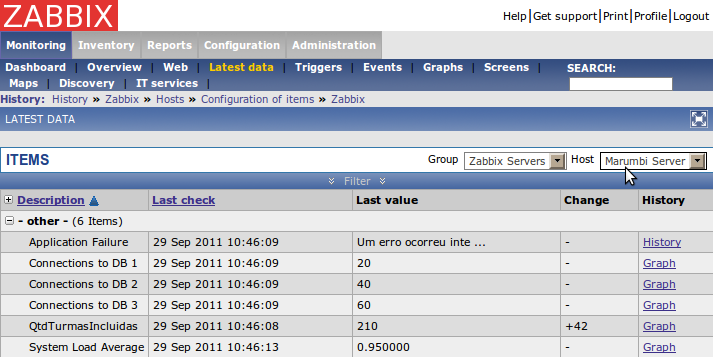 ZABBIX
Help | Get support | Print | Profile | Logout
Monitoring Inventory Reports Configuration Administration
Dashboard | Overview | Web | Latest data | Triggers | Events | Graphs | Screens |
Maps | Discovery | IT services |
SEARCH:
History: History » Zabbix » Hosts » Configuration of items » Zabbix
LATEST DATA
ITEMS Group Zabbix Servers Host Marumbi Server
Filter
Description Last check Last value Change History
- other - (6 Items)
Application Failure 29 Sep 2011 10:46:09 Um erro ocorreu inte ... - History
Connections to DB 1 29 Sep 2011 10:46:09 20 - Graph
Connections to DB 2 29 Sep 2011 10:46:09 40 - Graph
Connections to DB 3 29 Sep 2011 10:46:09 60 - Graph
QtdTurmasIncluidas 29 Sep 2011 10:46:08 210 +42 Graph
System Load Average 29 Sep 2011 10:46:13 0.950000 - Graph